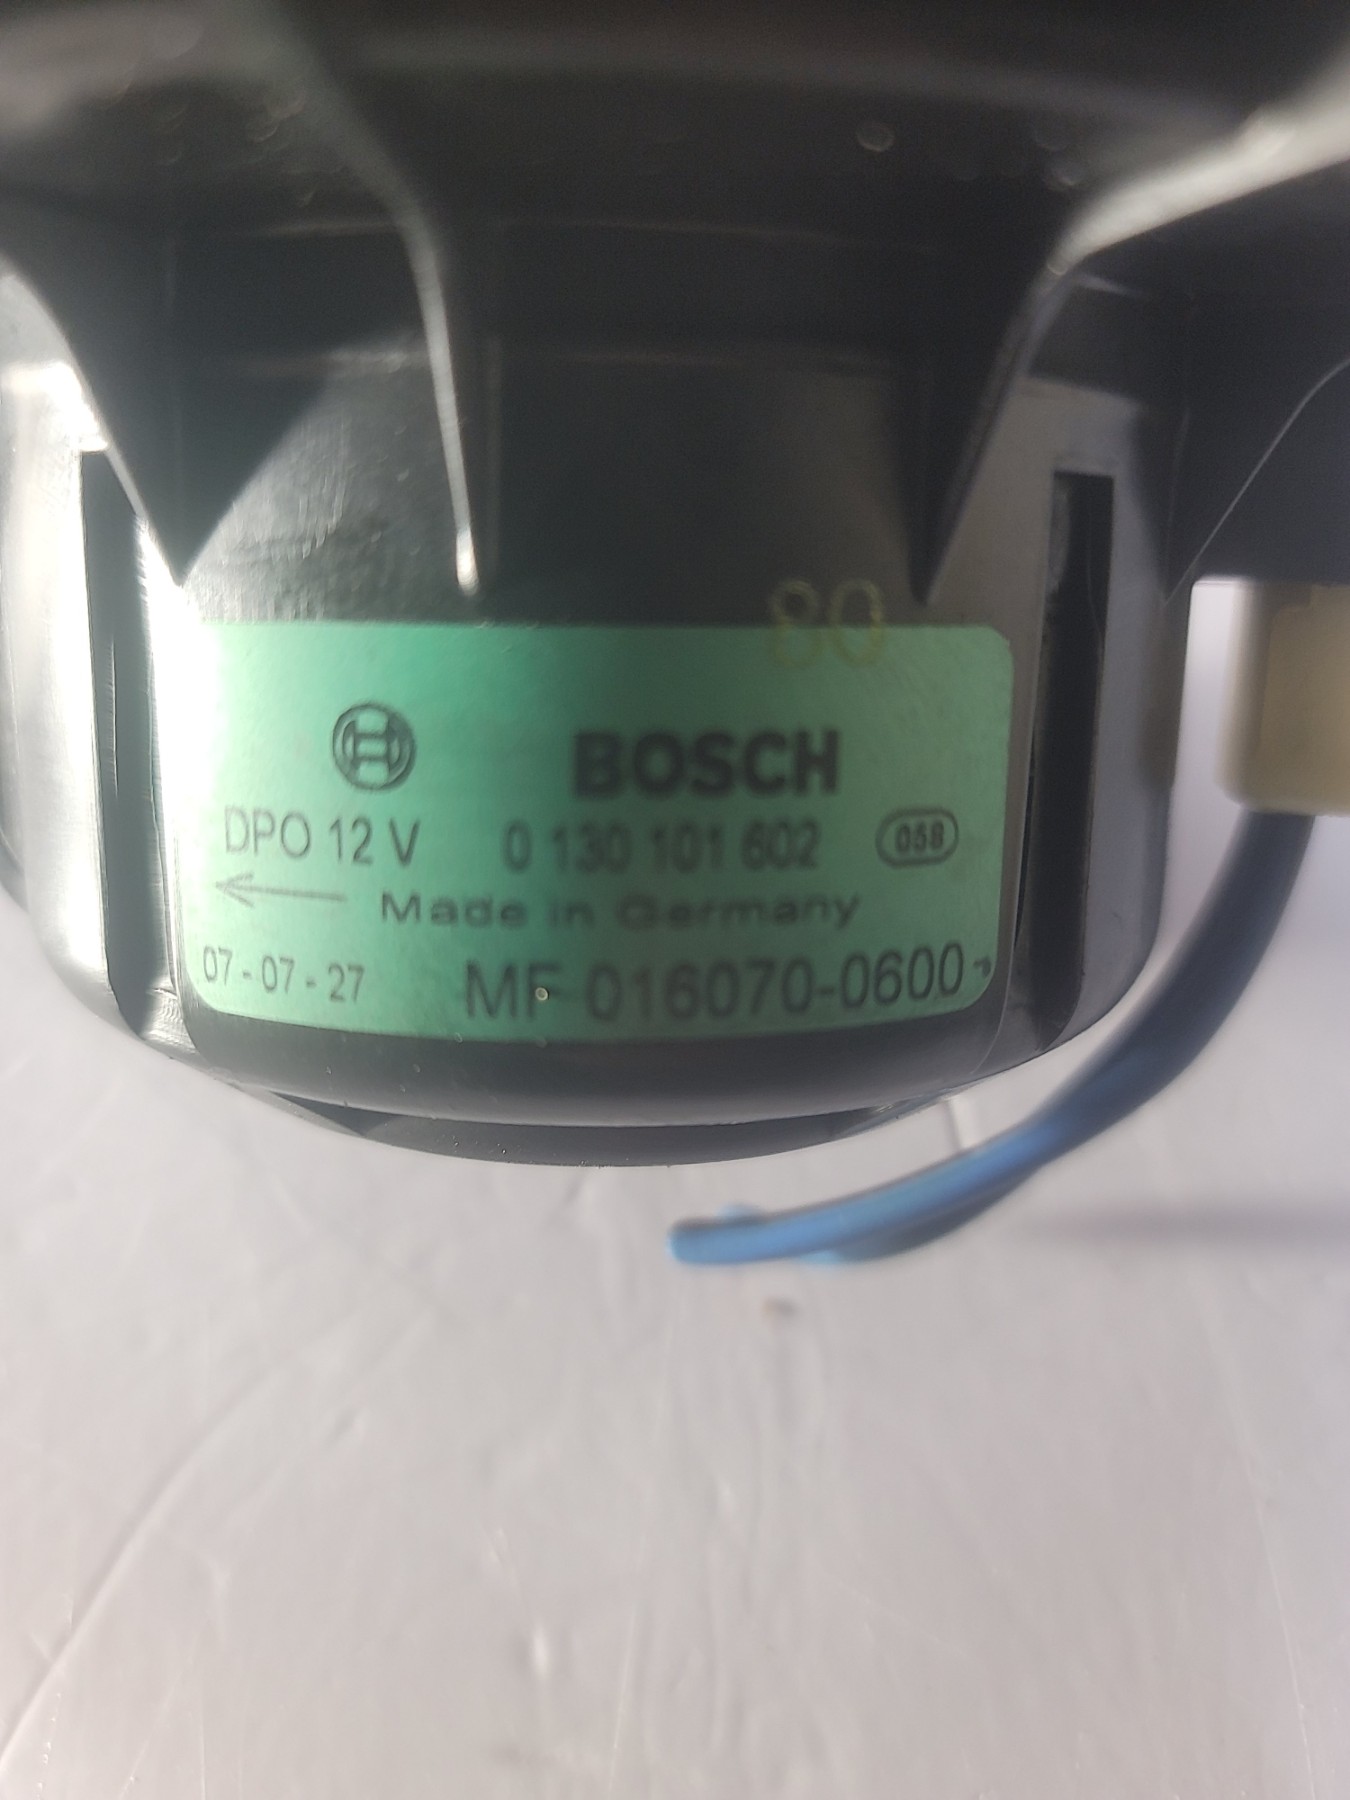 80
BOSCH
DPO 12 V 0 130 101 602 058
Made in Germany
07-07-27 MF 016070-0600